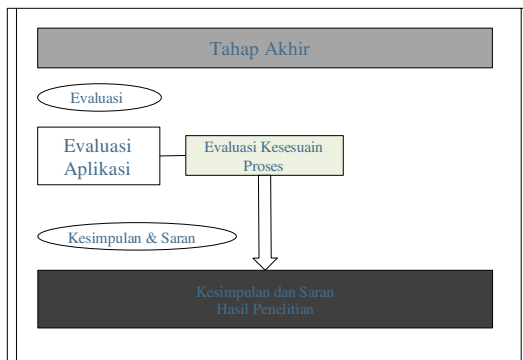 Tahap Akhir
Evaluasi
Evaluasi
Aplikasi
Evaluasi Kesesuain
Proses
Kesimpulan & Saran
Kesimpulan dan Saran
Hasil Penelitian